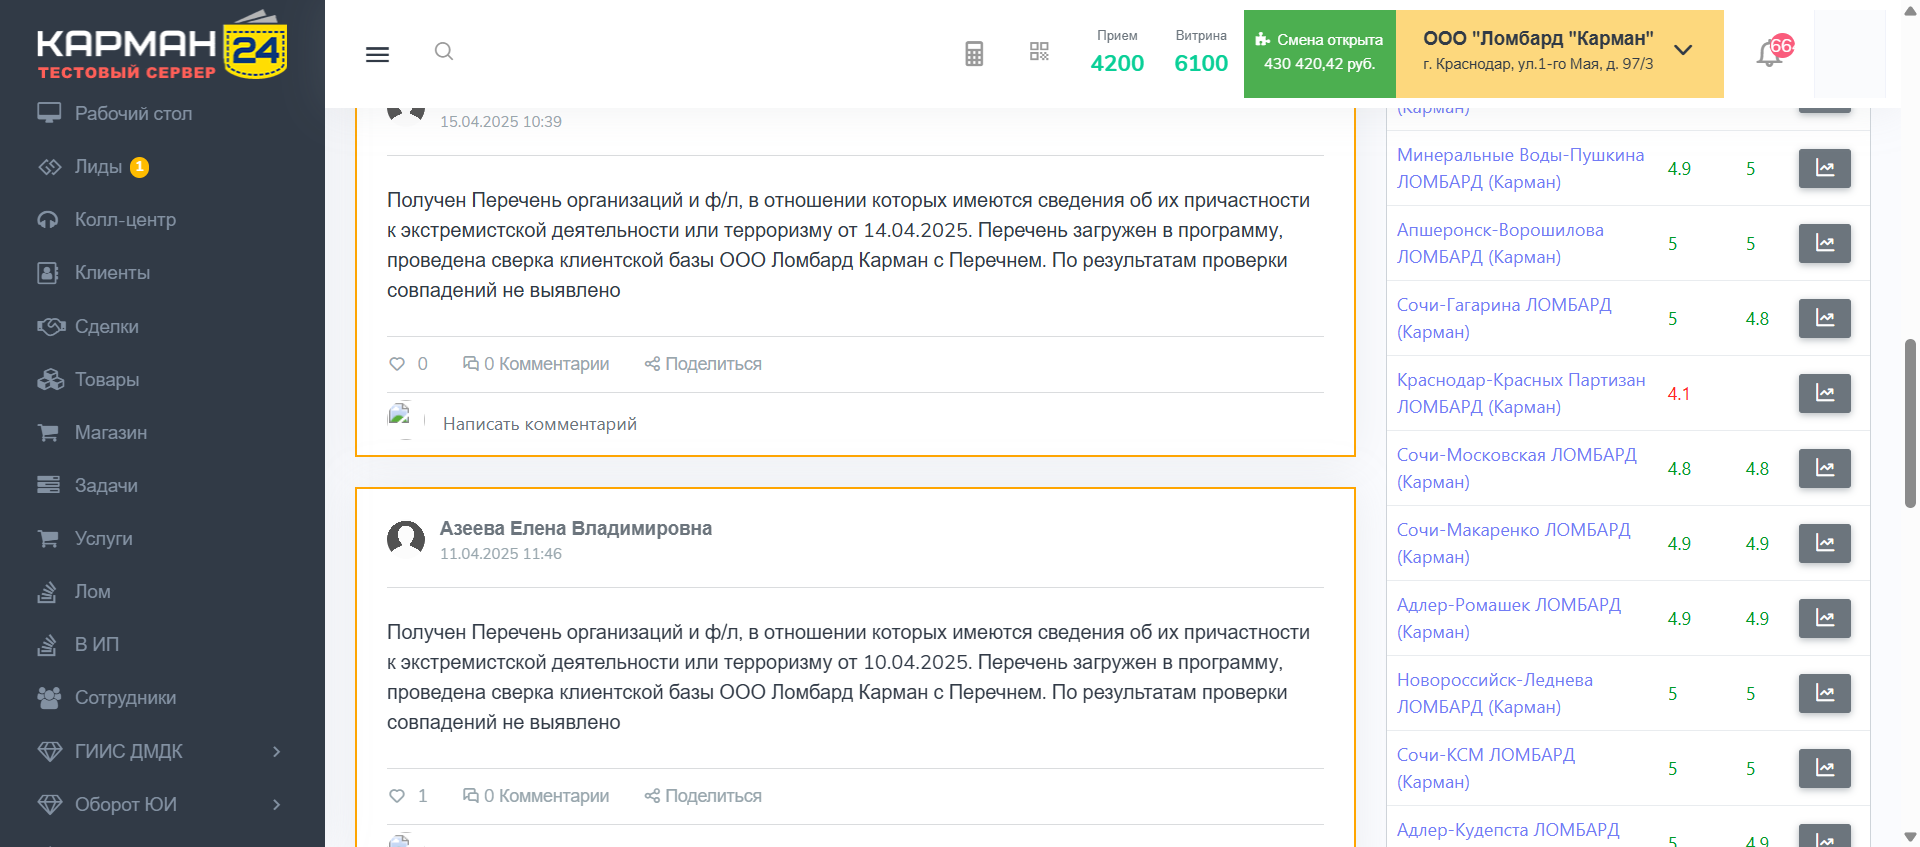 КАРМАН 24
ТЕСТОВЫЙ СЕРВЕР
Рабочий стол
Лиды 1
Колл-центр
Клиенты
Сделки
Товары
Магазин
Задачи
Услуги
Лом
В ИП
Сотрудники
ГИИС ДМДК
Оборот ЮИ
Прием
4200
Витрина
6100
Смена открыта
430 420,42 руб.
ООО "Ломбард "Карман"
г. Краснодар, ул.1-го Мая, д. 97/3
66
15.04.2025 10:39
Получен Перечень организаций и ф/л, в отношении которых имеются сведения об их причастности
к экстремистской деятельности или терроризму от 14.04.2025. Перечень загружен в программу,
проведена сверка клиентской базы ООО Ломбард Карман с Перечнем. По результатам проверки
совпадений не выявлено
0 0 Комментарии Поделиться
Написать комментарий
Азеева Елена Владимировна
11.04.2025 11:46
Получен Перечень организаций и ф/л, в отношении которых имеются сведения об их причастности
к экстремистской деятельности или терроризму от 10.04.2025. Перечень загружен в программу,
проведена сверка клиентской базы ООО Ломбард Карман с Перечнем. По результатам проверки
совпадений не выявлено
1 0 Комментарии Поделиться
(Карман)
Минеральные Воды-Пушкина
ЛОМБАРД (Карман) 4.9 5
Апшеронск-Ворошилова
ЛОМБАРД (Карман) 5 5
Сочи-Гагарина ЛОМБАРД
(Карман) 5 4.8
Краснодар-Красных Партизан
ЛОМБАРД (Карман) 4.1
Сочи-Московская ЛОМБАРД
(Карман) 4.8 4.8
Сочи-Макаренко ЛОМБАРД
(Карман) 4.9 4.9
Адлер-Ромашек ЛОМБАРД
(Карман) 4.9 4.9
Новороссийск-Леднева
ЛОМБАРД (Карман) 5 5
Сочи-КСМ ЛОМБАРД
(Карман) 5 5
Адлер-Кудепста ЛОМБАРД
5 4.9